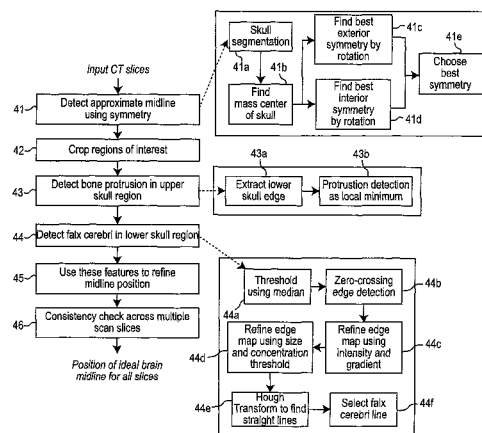 Input CT slices
41
Detect approximate midline
using symmetry
42
Crop regions of interest
43
Detect bone protrusion in upper
skull region
44
Detect falx cerebri in lower skull region
45
Use these features to refine
midline position
46
Consistency check across multiple
scan slices
Position of ideal brain
midline for all slices
Skull
segmentation
41a
41b
Find
mass center
of skull
Find best
exterior
symmetry by
rotation
41c
Find best
interior
symmetry by
rotation
41d
41e
Choose
best
symmetry
43a
Extract lower
skull edge
43b
Protrustion detection
as local minimum
Threshold
using median
44a
Zero-crossing
edge detection
44b
Refine edge
map using
intensity and
gradient
44c
Refine edge
map using size
and concentration
threshold
44d
Hough
Transform to find
straight lines
44e
Select falx
cerebri line
44f